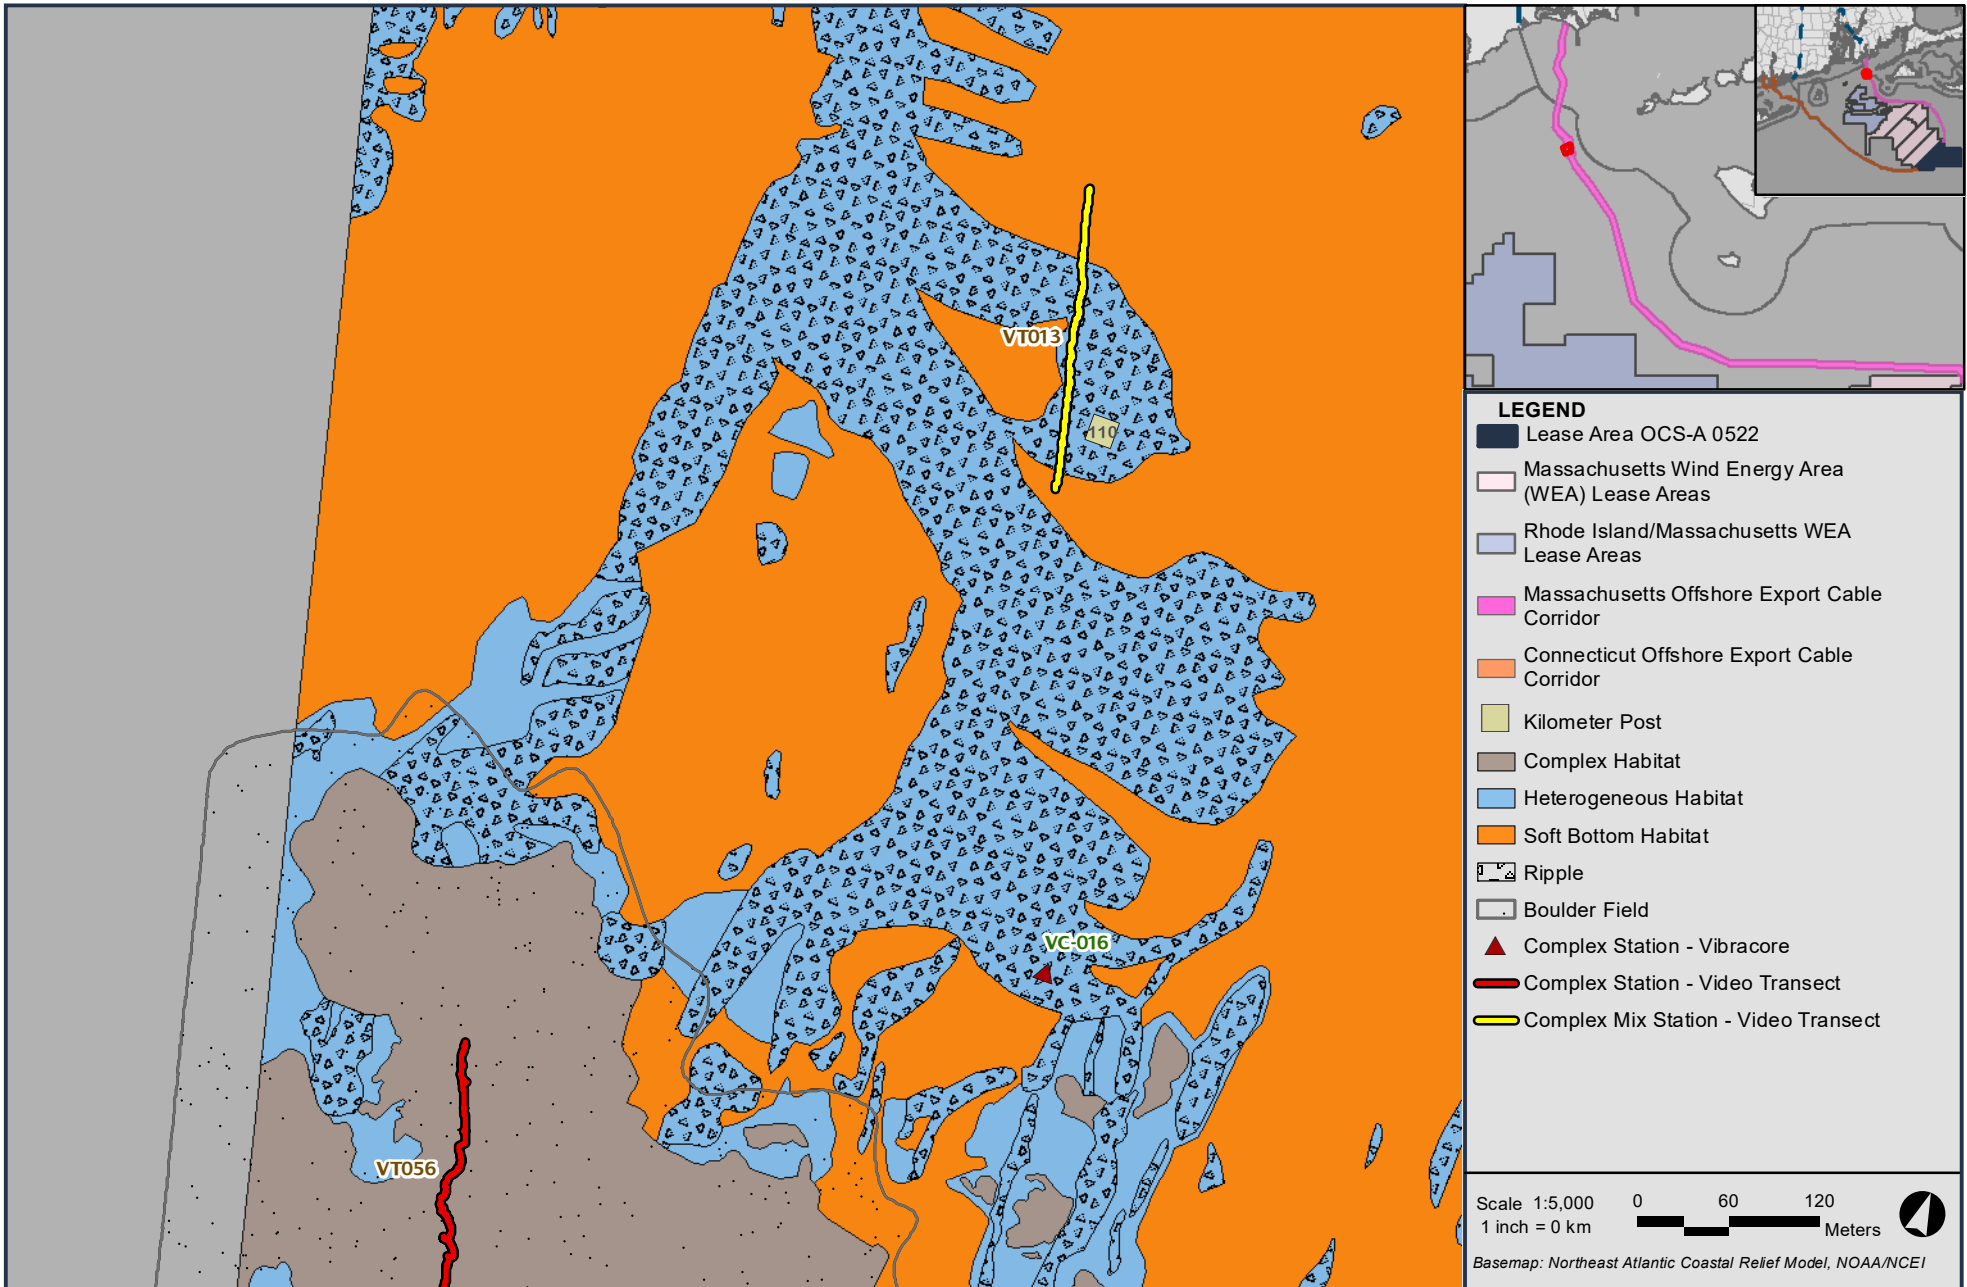 VT013
110
VC-016
VT056
LEGEND
Lease Area OCS-A 0522
Massachusetts Wind Energy Area
(WEA) Lease Areas
Rhode Island/Massachusetts WEA
Lease Areas
Massachusetts Offshore Export Cable
Corridor
Connecticut Offshore Export Cable
Corridor
Kilometer Post
Complex Habitat
Heterogeneous Habitat
Soft Bottom Habitat
Ripple
Boulder Field
Complex Station - Vibracore
Complex Station - Video Transect
Complex Mix Station - Video Transect
Scale 1:5,000
1 inch = 0 km
0 60 120
Meters
Basemap: Northeast Atlantic Coastal Relief Model, NOAA/NCEI